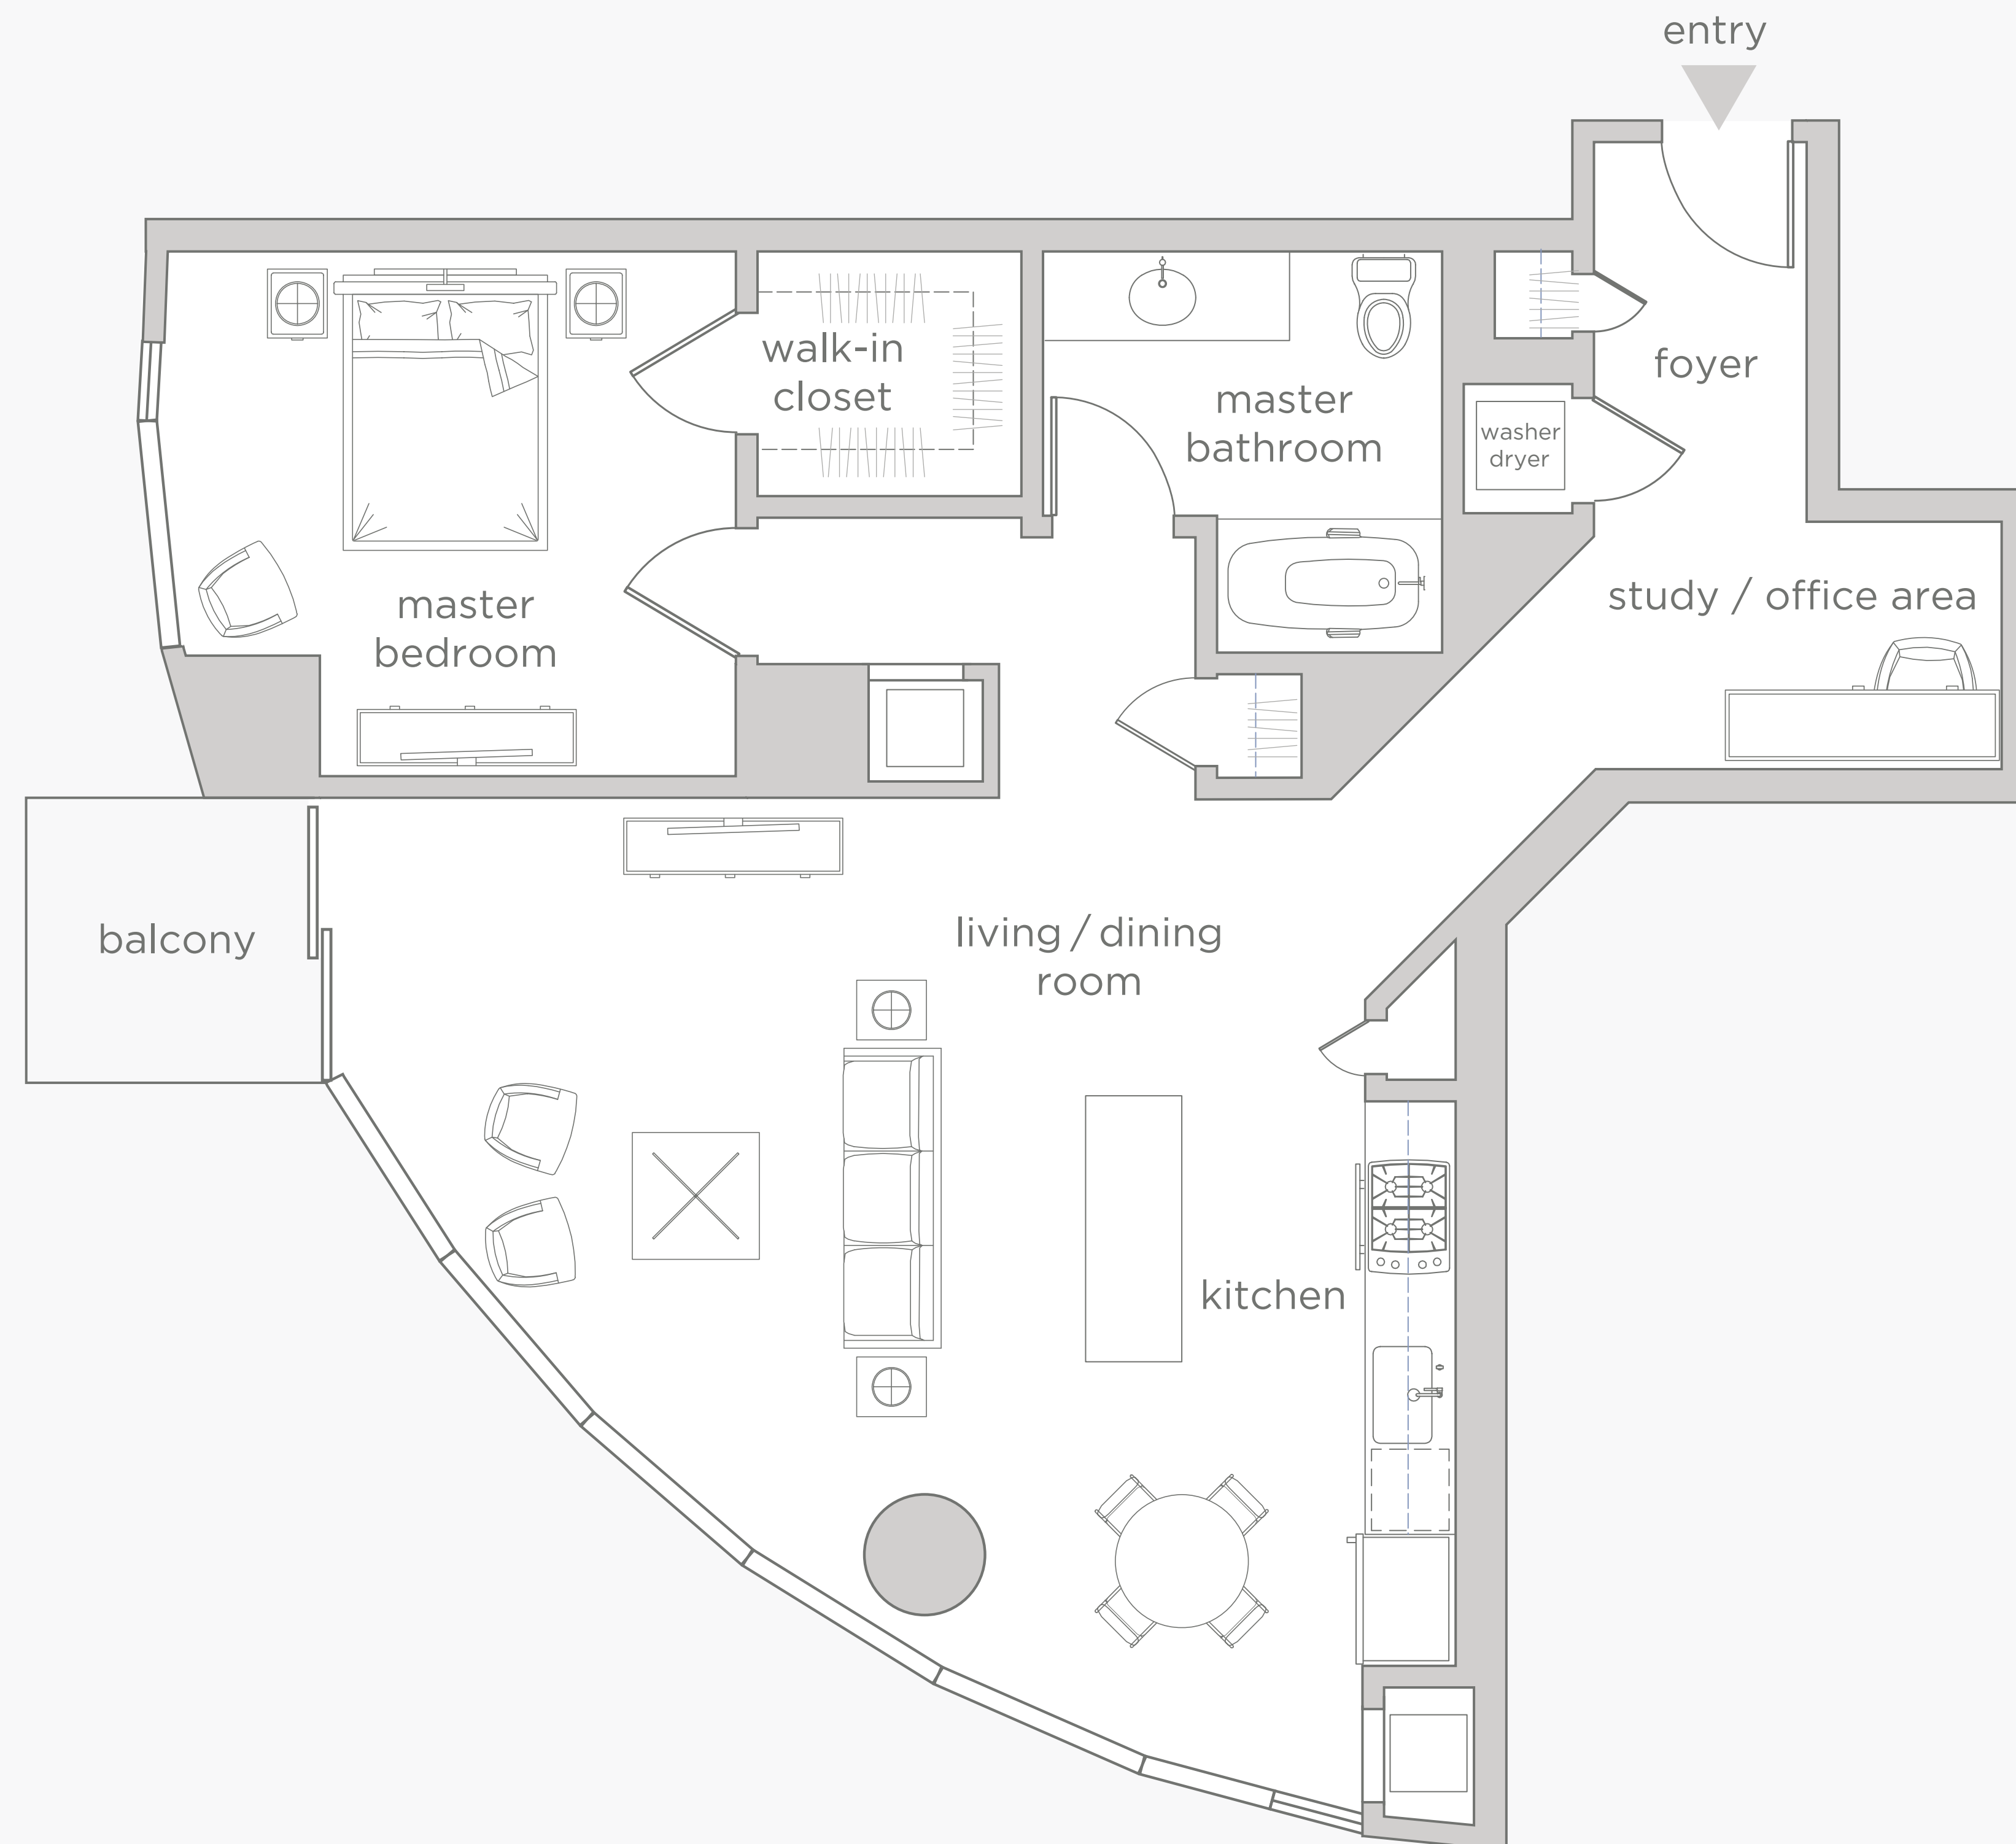 entry
walk-in
closet
master
bathroom
foyer
washer
dryer
master
bedroom
study / office area
balcony
living / dining
room
kitchen